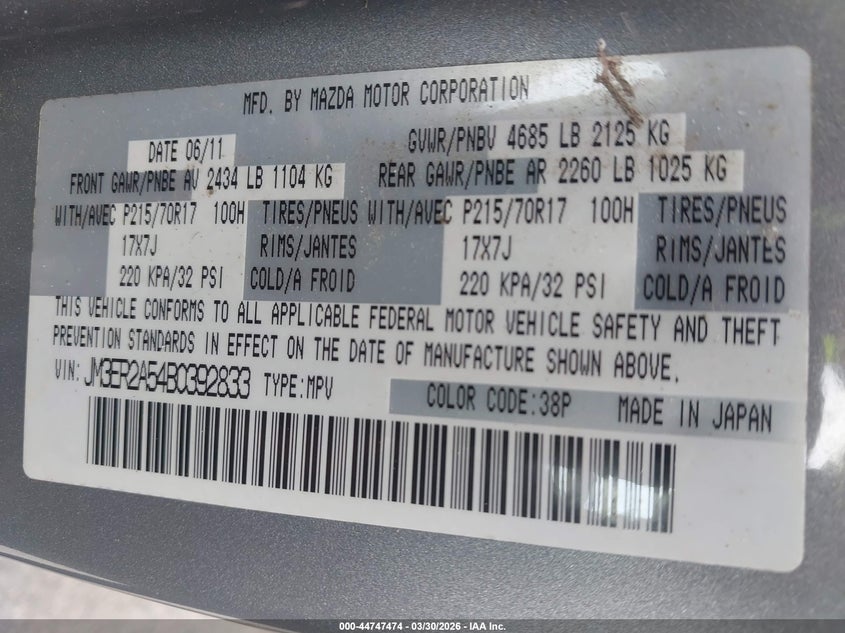 MFD. BY MAZDA MOTOR CORPORATION
DATE 06/11 GVWR/PNBV 4685 LB 2125 KG
FRONT GAWR/PNBE AV 2434 LB 1104 KG REAR GAWR/PNBE AR 2260 LB 1025 KG
WITH/AVEC P215/70R17 100H TIRES/PNEUS WITH/AVEC P215/70R17 100H TIRES/PNEUS
17X7J RIMS/JANTES 17X7J RIMS/JANTES
220 KPA/32 PSI COLD/A FROID 220 KPA/32 PSI COLD/A FROID
THIS VEHICLE CONFORMS TO ALL APPLICABLE FEDERAL MOTOR VEHICLE SAFETY AND THEFT
PREVENTION STANDARDS IN EFFECT ON THE DATE OF MANUFACTURE SHOWN ABOVE.
VIN: JM3ER2A54B0392833 TYPE:MPV COLOR CODE:38P MADE IN JAPAN
000-44747474 — 03/30/2026 — IAA Inc.